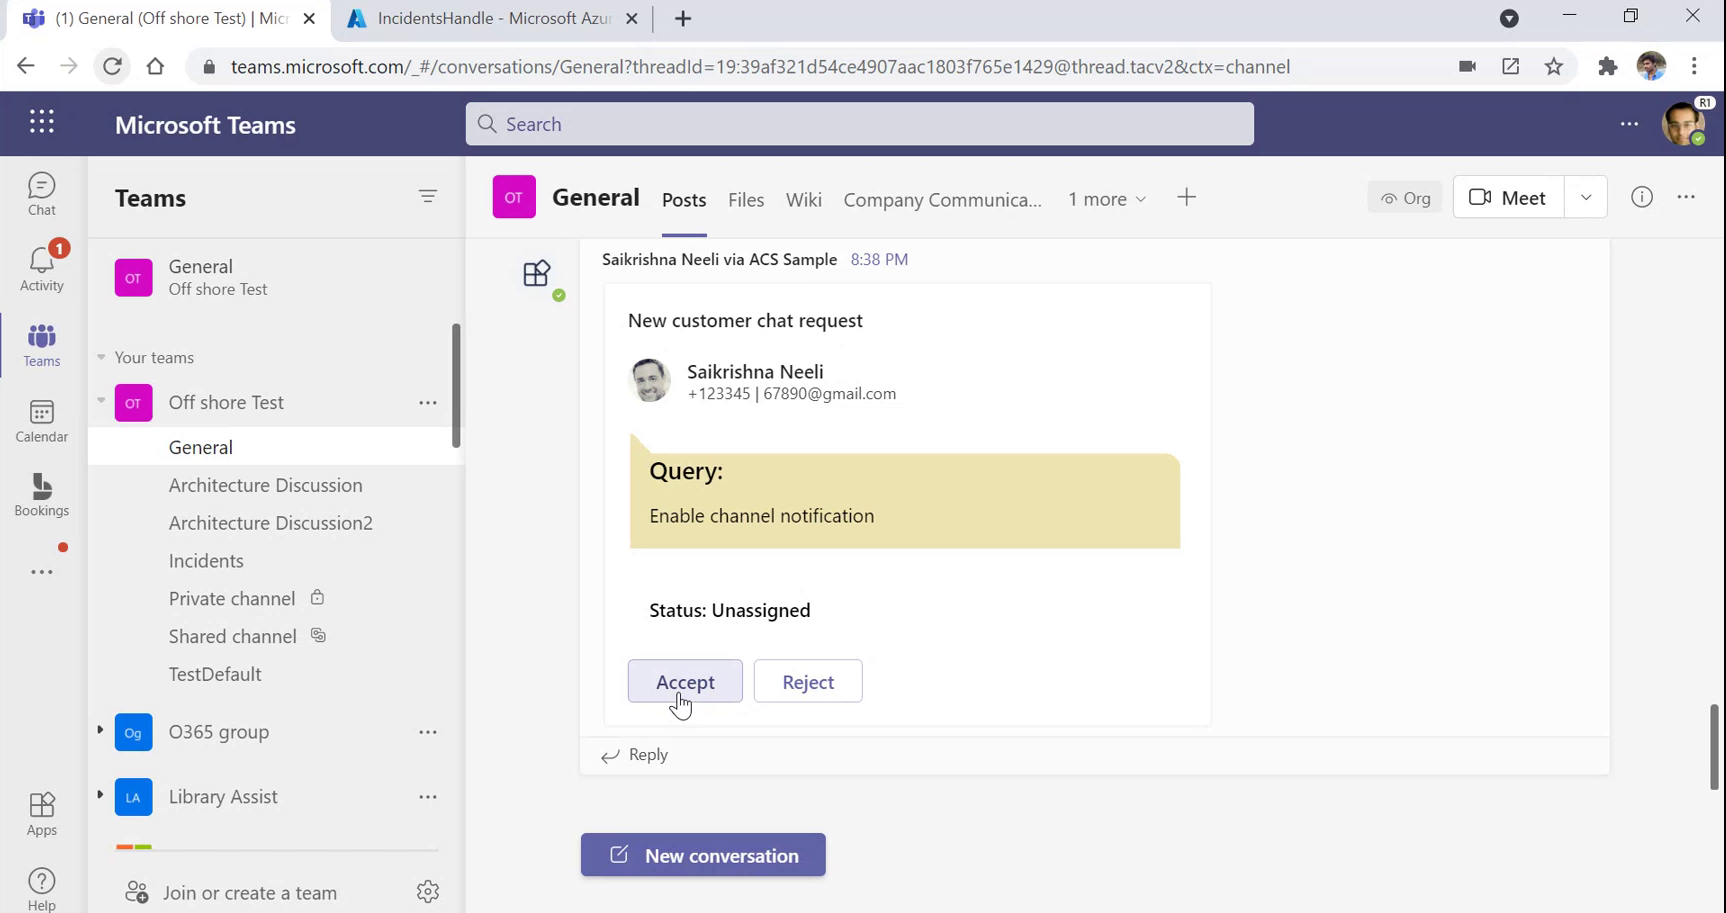 (1) General (Off shore Test) | Mic
IncidentsHandle - Microsoft Azu
teams.microsoft.com/_#/conversations/General?threadId=19:39af321d54ce4907aac1803f765e1429@thread.tacv2&ctx=channel
Microsoft Teams
Search
R1
Chat
1
Activity
Teams
Calendar
Bookings
Apps
Help
Teams
OT
General
Off shore Test
Your teams
OT
Off shore Test
General
Architecture Discussion
Architecture Discussion2
Incidents
Private channel
Shared channel
TestDefault
Og
O365 group
LA
Library Assist
Join or create a team
OT
General
Posts
Files
Wiki
Company Communica...
1 more
Org
Meet
Saikrishna Neeli via ACS Sample 8:38 PM
New customer chat request
Saikrishna Neeli
+123345 | 67890@gmail.com
Query:
Enable channel notification
Status: Unassigned
Accept
Reject
Reply
New conversation